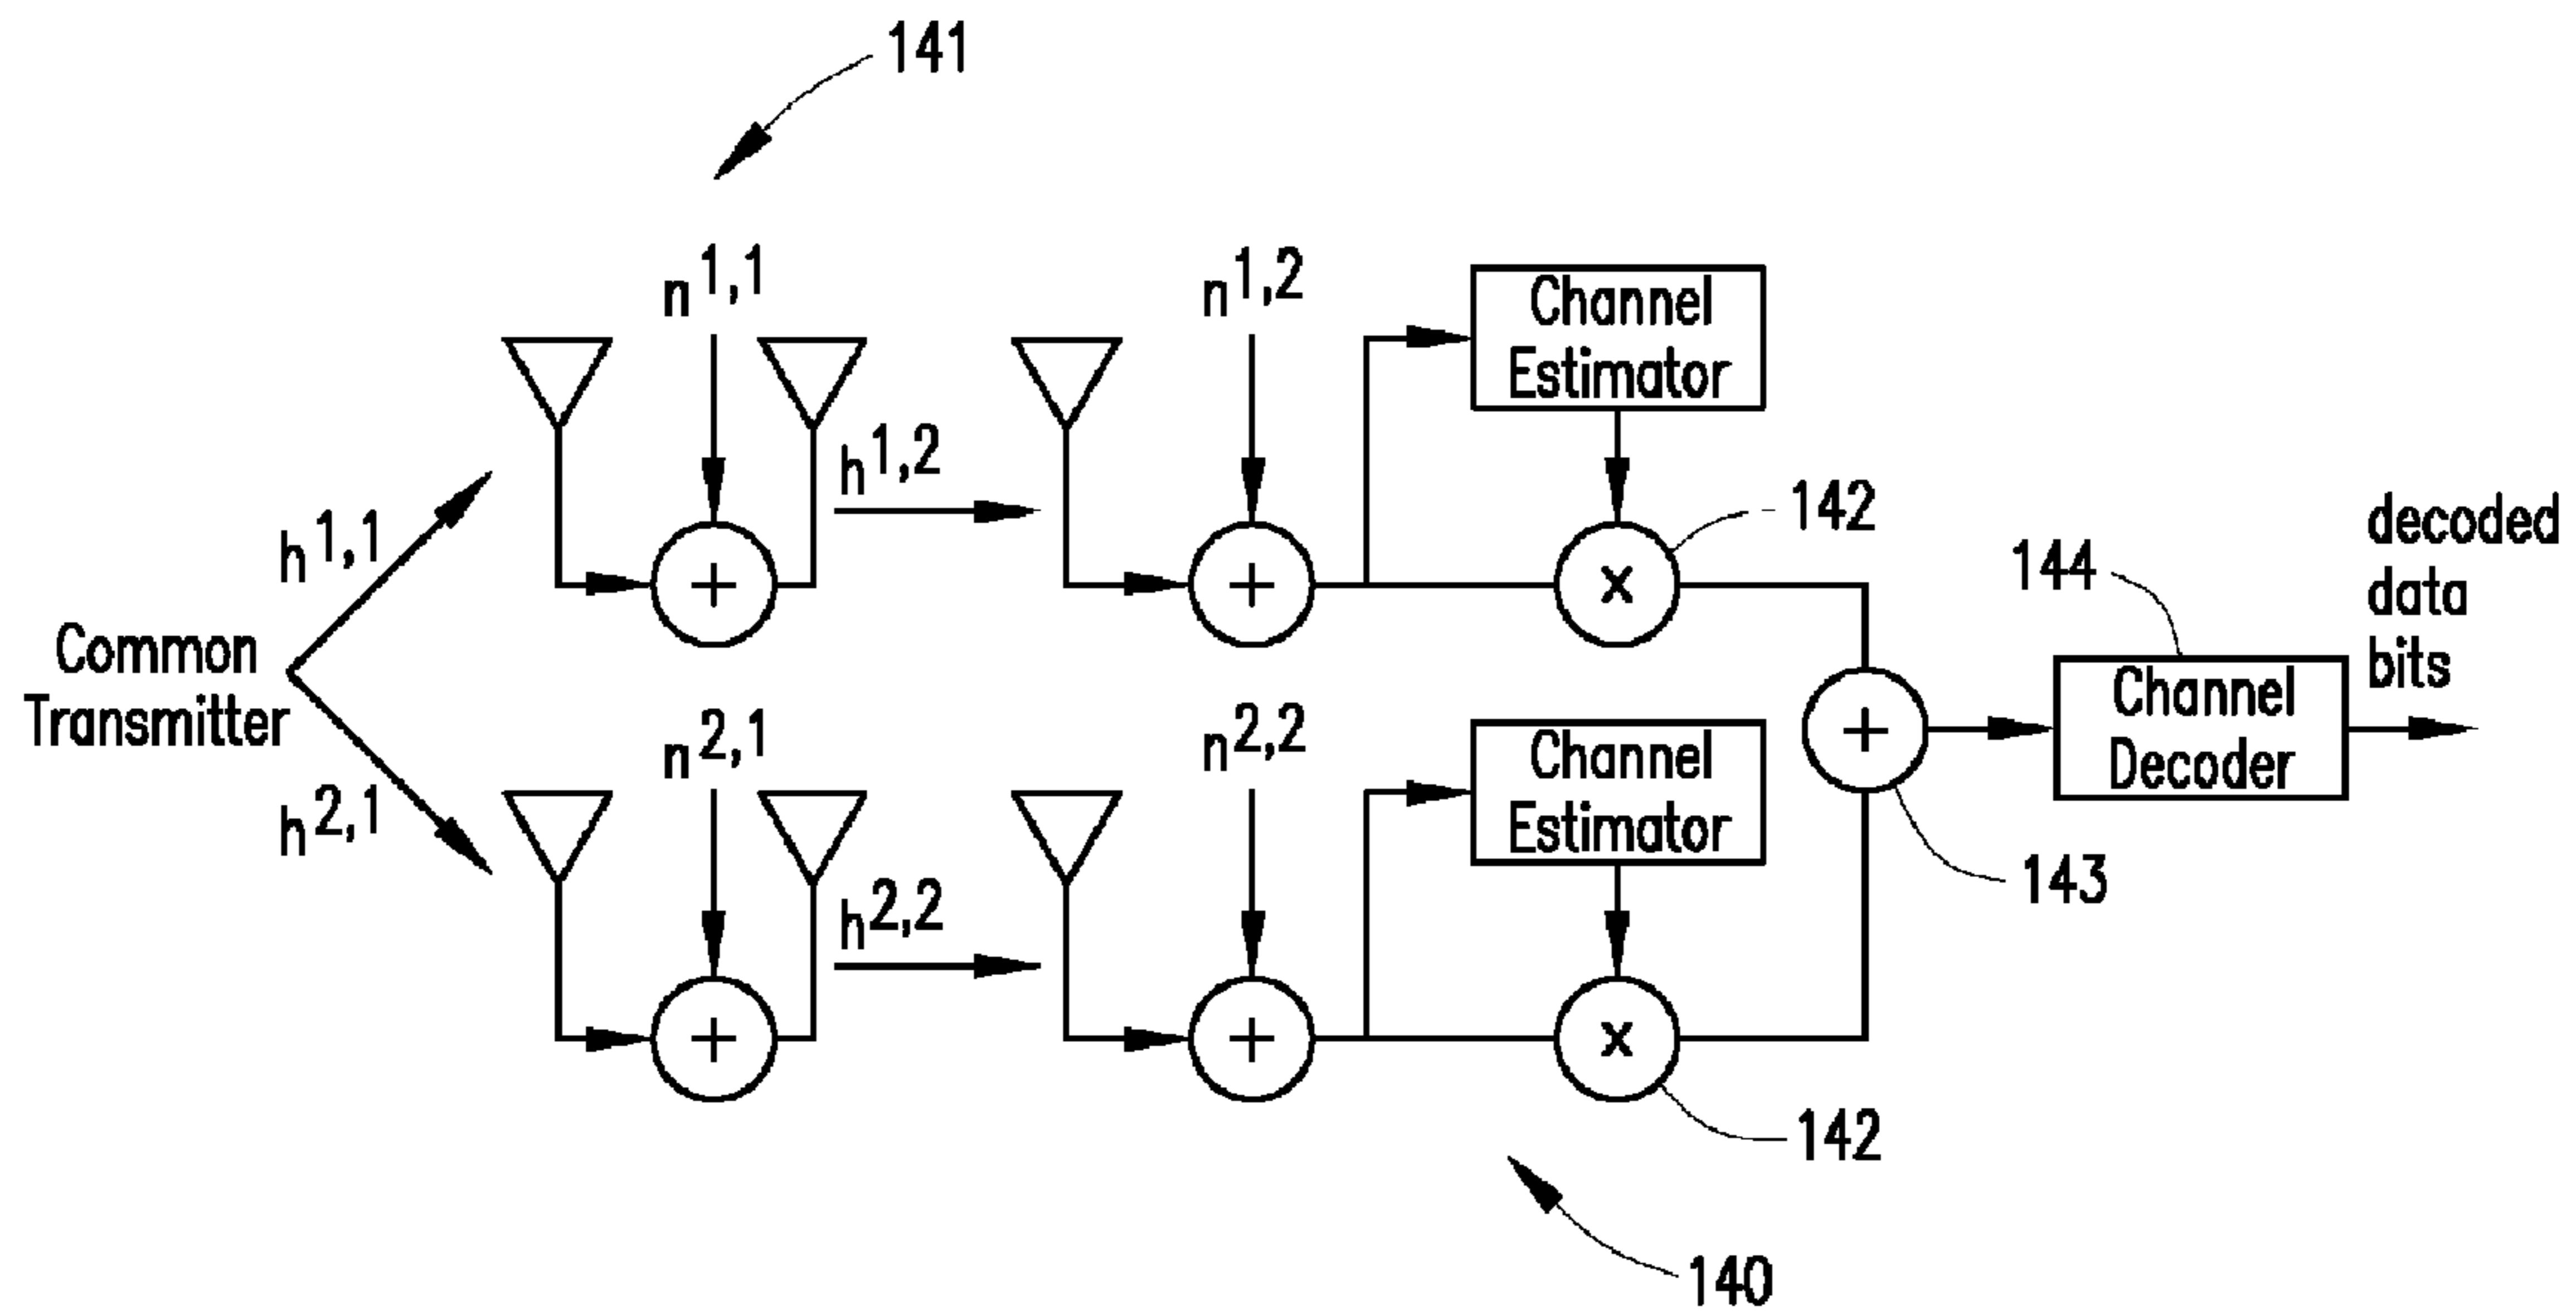 141
n1,1
n1,2
Channel
Estimator
h1,2
142
h1,1
decoded
data
bits
144
Common
Transmitter
Channel
Decoder
n2,1
n2,2
Channel
Estimator
h2,1
h2,2
143
142
140